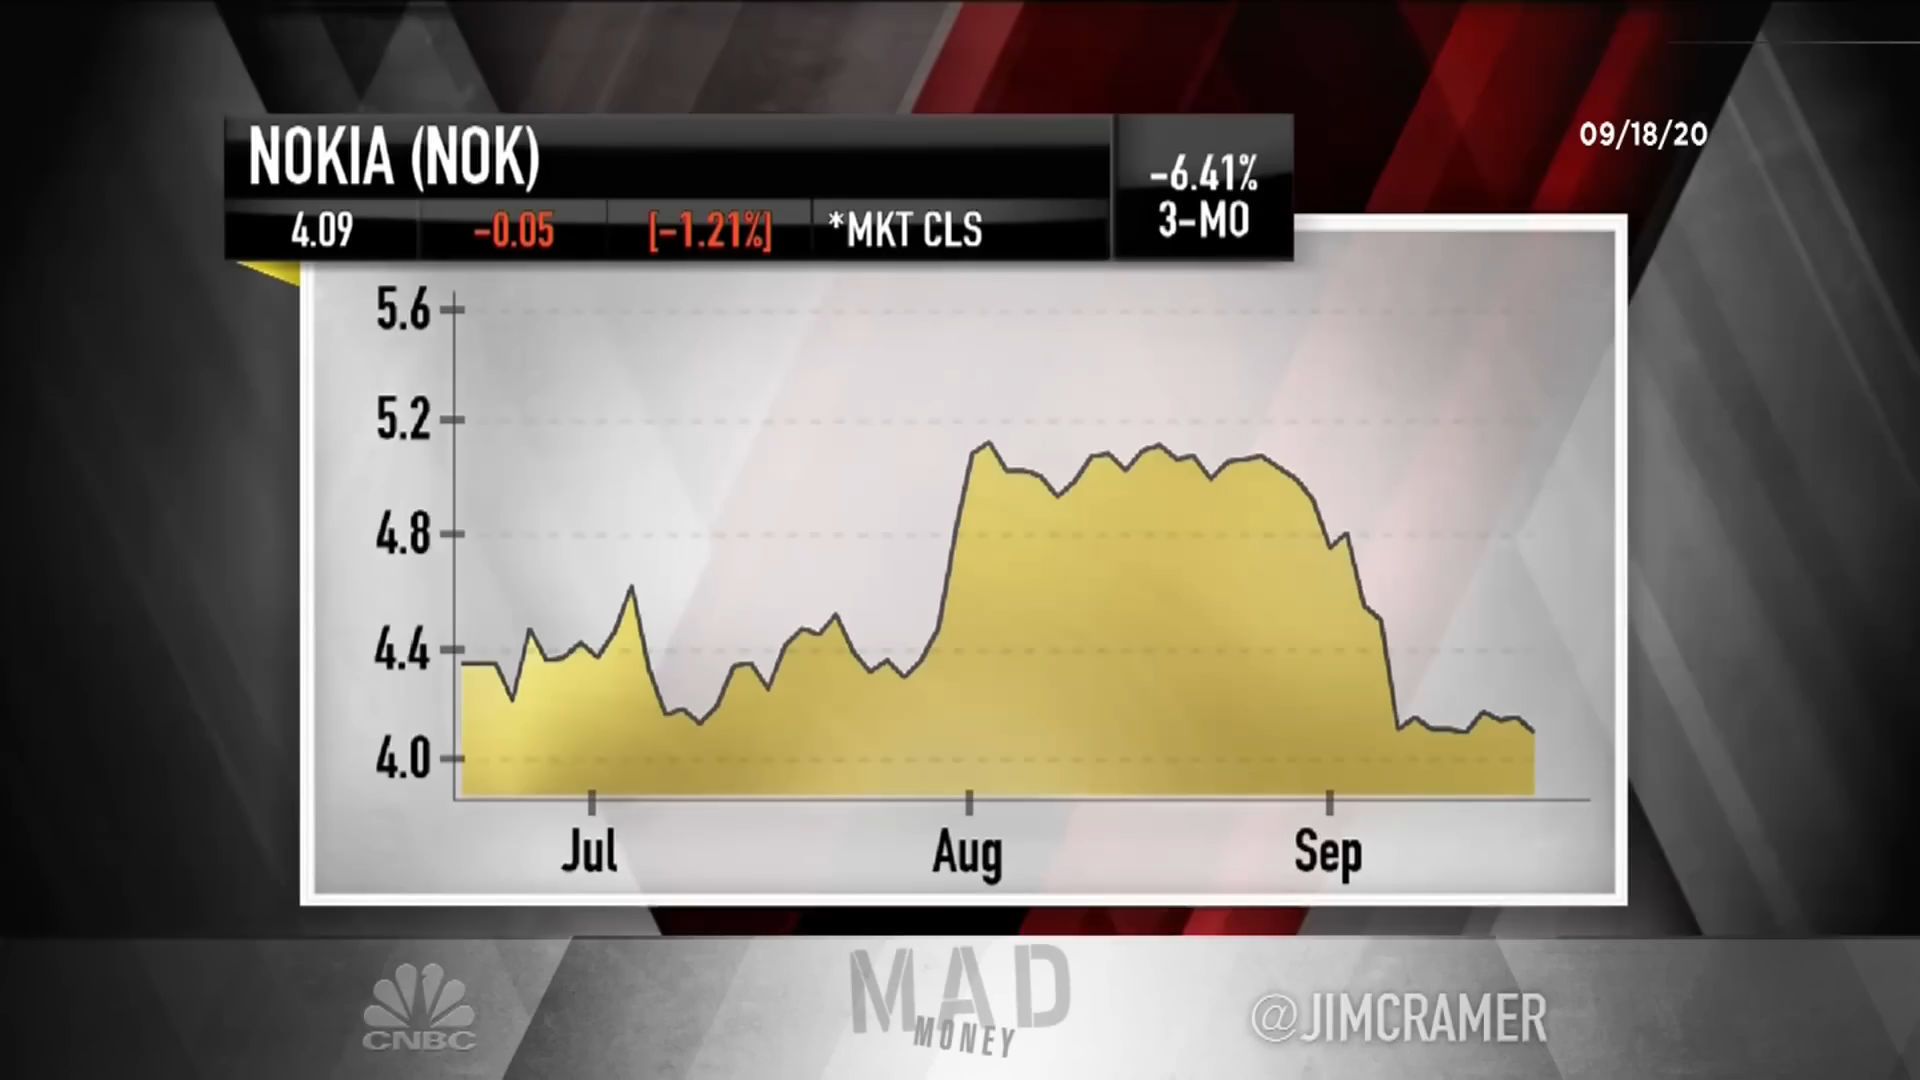 NOKIA (NOK)
4.09 -0.05 [-1.21%] *MKT CLS
-6.41%
3-MO
09/18/20
5.6
5.2
4.8
4.4
4.0
Jul Aug Sep
CNBC
MAD
MONEY
@JIMCRAMER